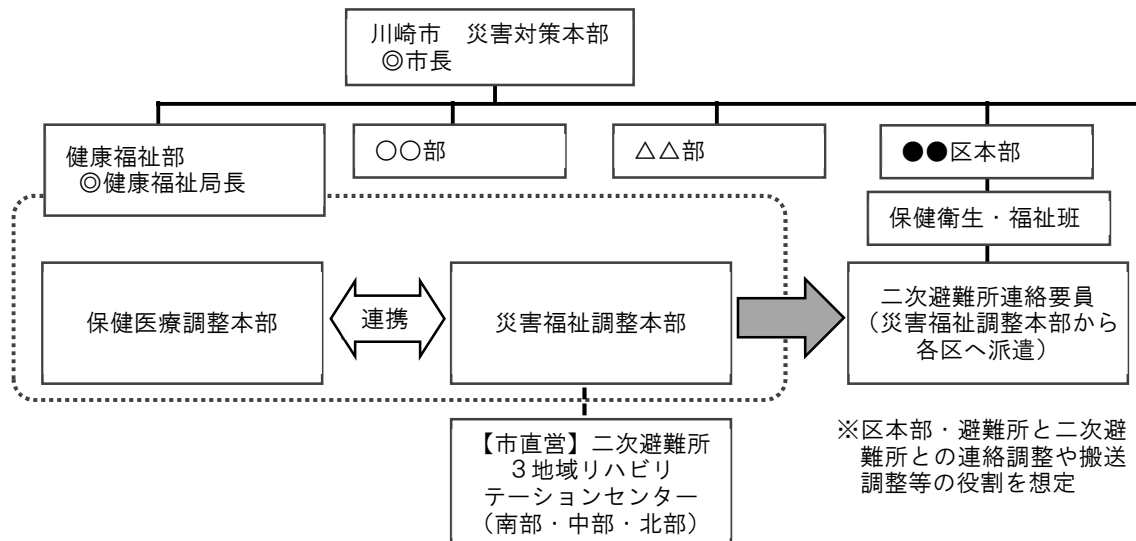 川崎市　災害対策本部
◎市長
健康福祉部
◎健康福祉局長
○○部
△△部
●●区本部
保健衛生・福祉班
保健医療調整本部
連携
災害福祉調整本部
二次避難所連絡要員
（災害福祉調整本部から
各区へ派遣）
【市直営】二次避難所
３地域リハビリ
テーションセンター
（南部・中部・北部）
※区本部・避難所と二次避
難所との連絡調整や搬送
調整等の役割を想定